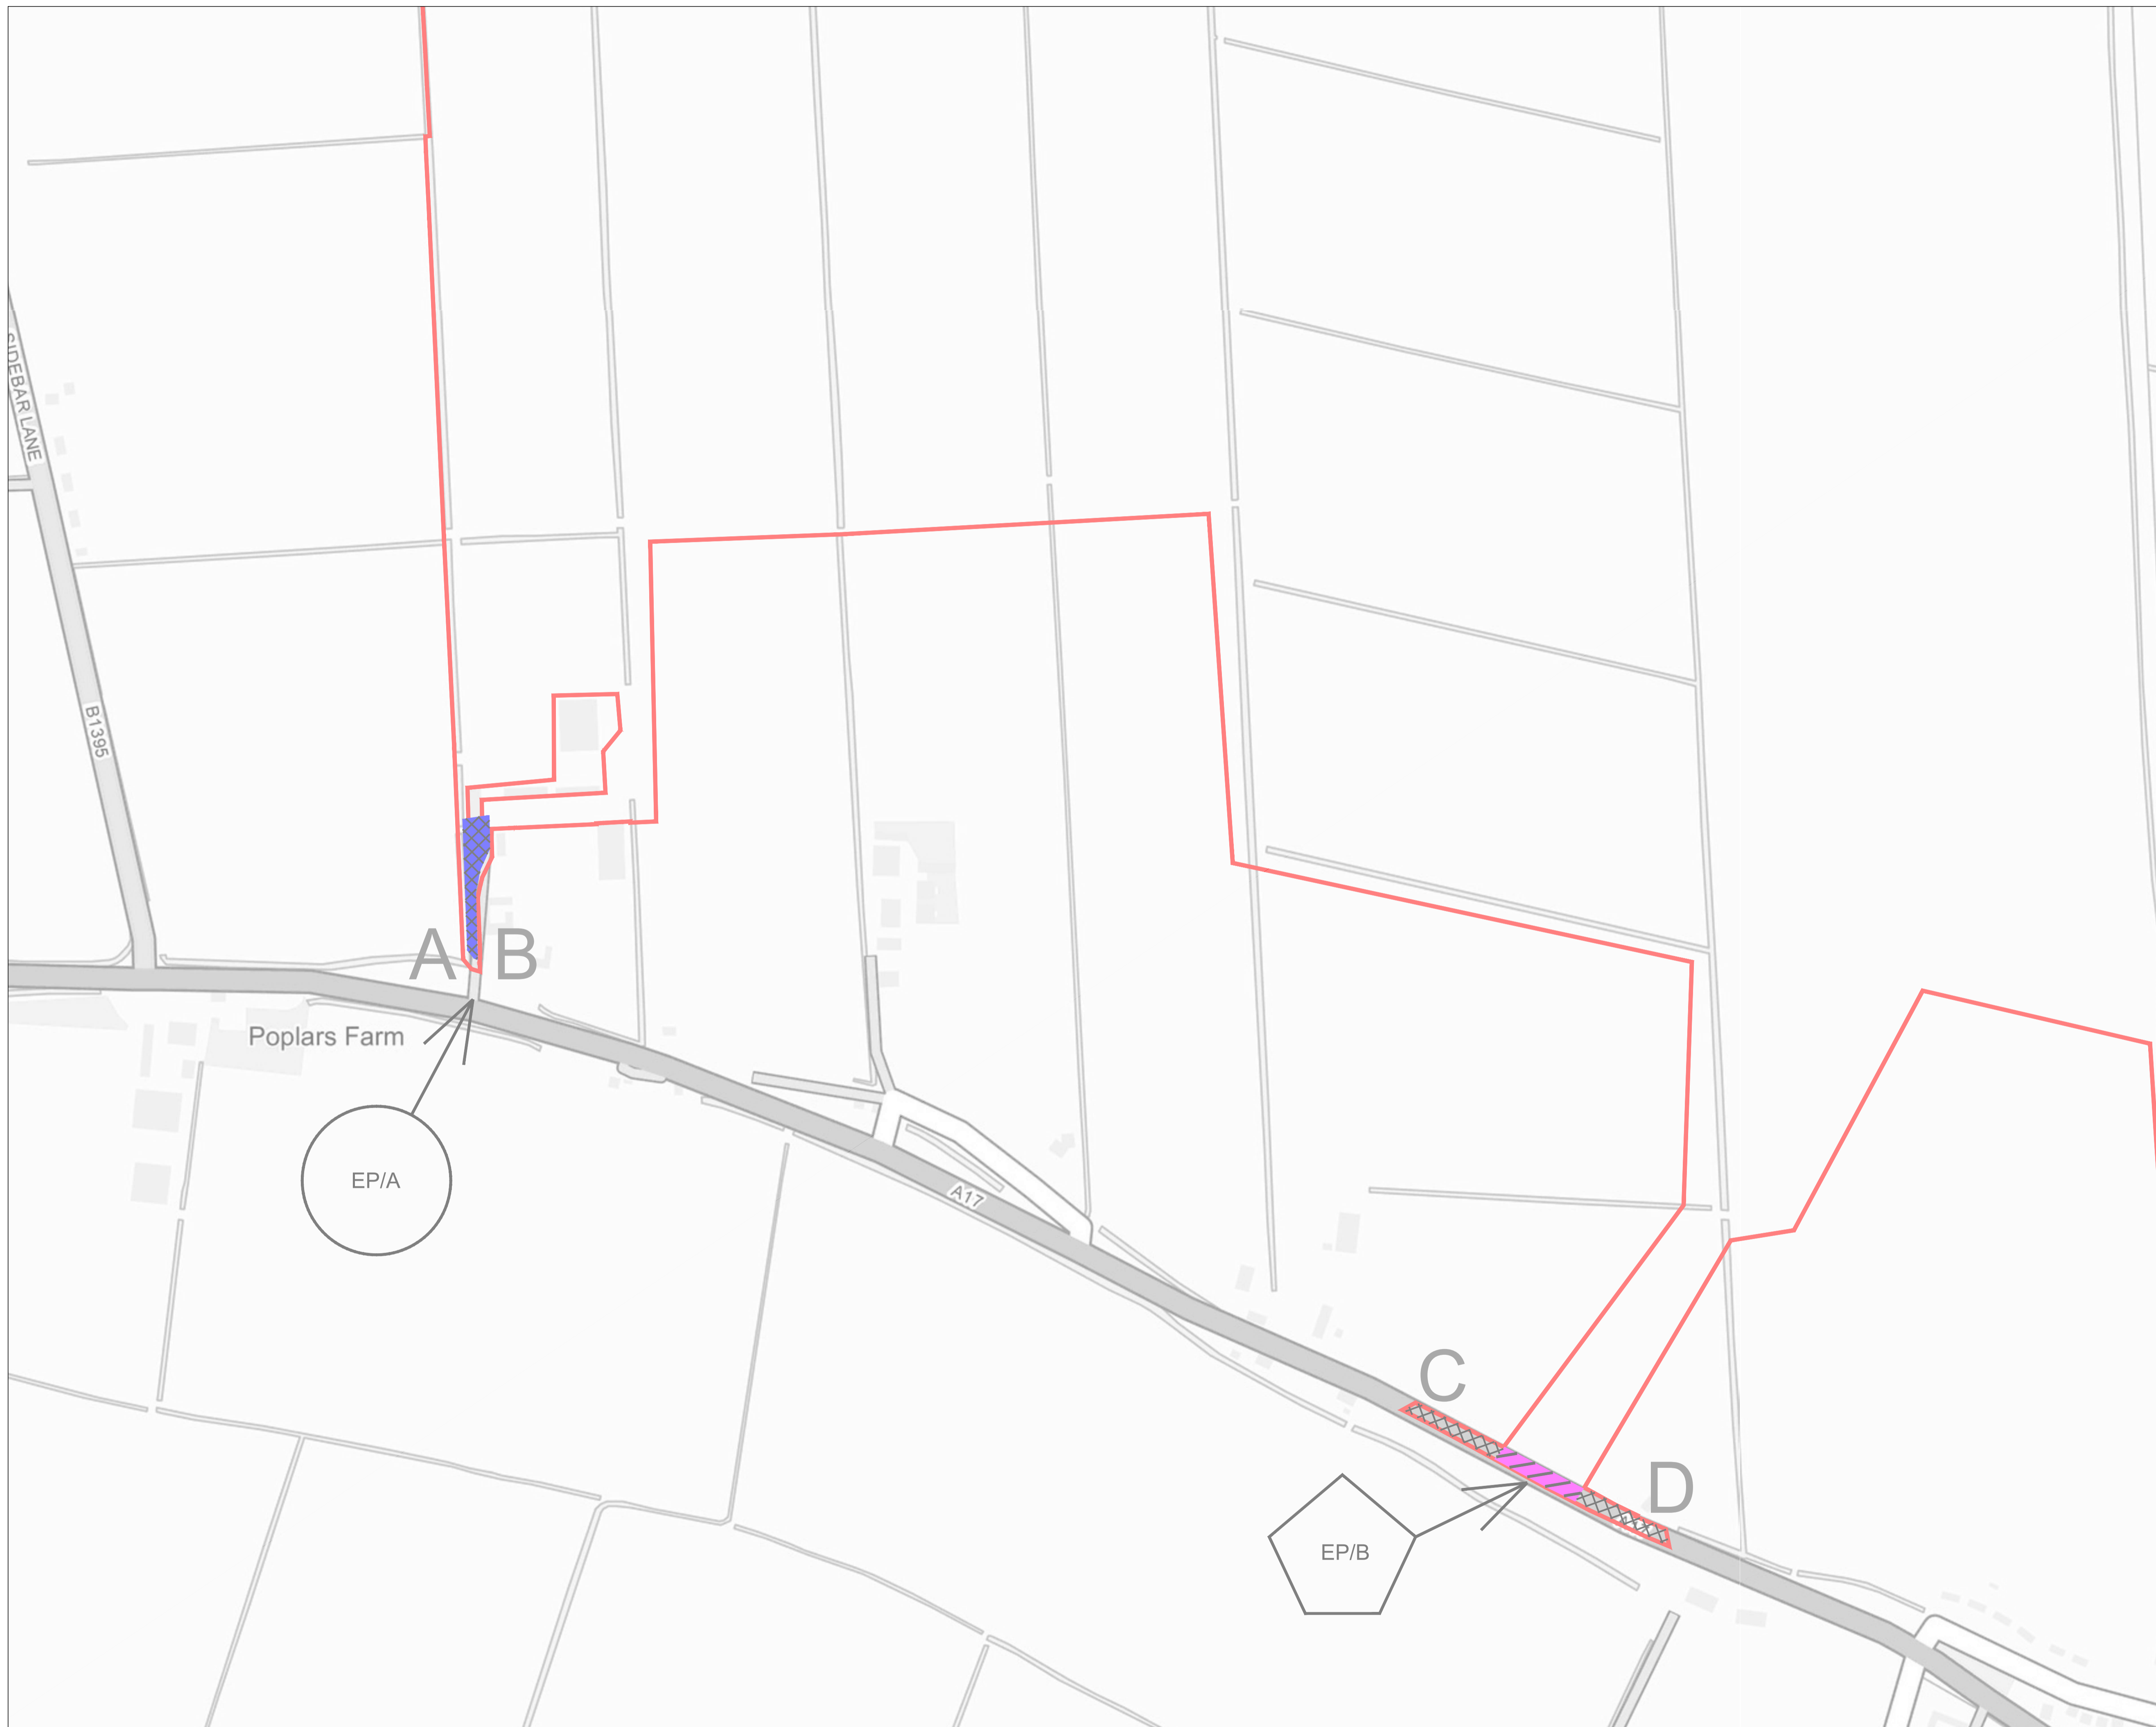 SIDEBAR LANE
B1395
A B
Poplars Farm
EP/A
A17
C
D
EP/B